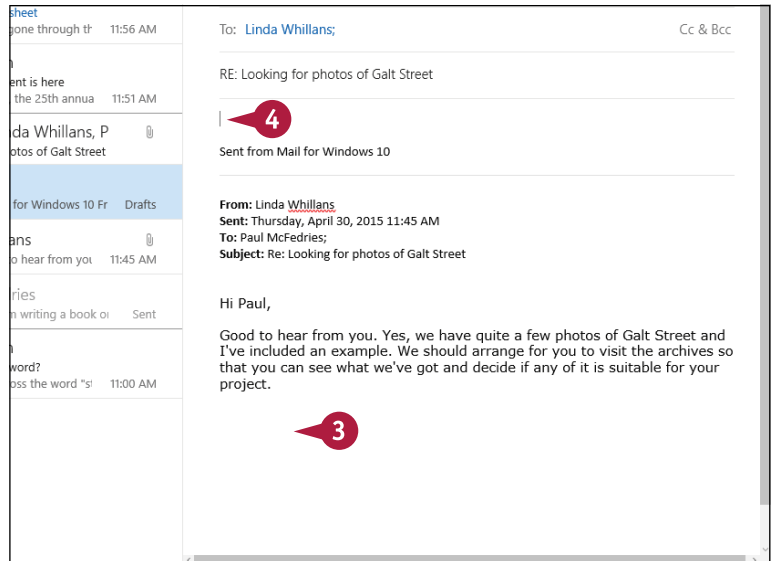 sheet
gone through th 11:56 AM
ent is here
the 25th annua 11:51 AM
da Whillans, P
otos of Galt Street
for Windows 10 Fr Drafts
ans
o hear from you 11:45 AM
ries
n writing a book o Sent
word?
oss the word "st 11:00 AM
To: Linda Whillans; Cc & Bcc
RE: Looking for photos of Galt Street
4
Sent from Mail for Windows 10
From: Linda Whillans
Sent: Thursday, April 30, 2015 11:45 AM
To: Paul McFedries;
Subject: Re: Looking for photos of Galt Street
Hi Paul,
Good to hear from you. Yes, we have quite a few photos of Galt Street and
I've included an example. We should arrange for you to visit the archives so
that you can see what we've got and decide if any of it is suitable for your
project.
3